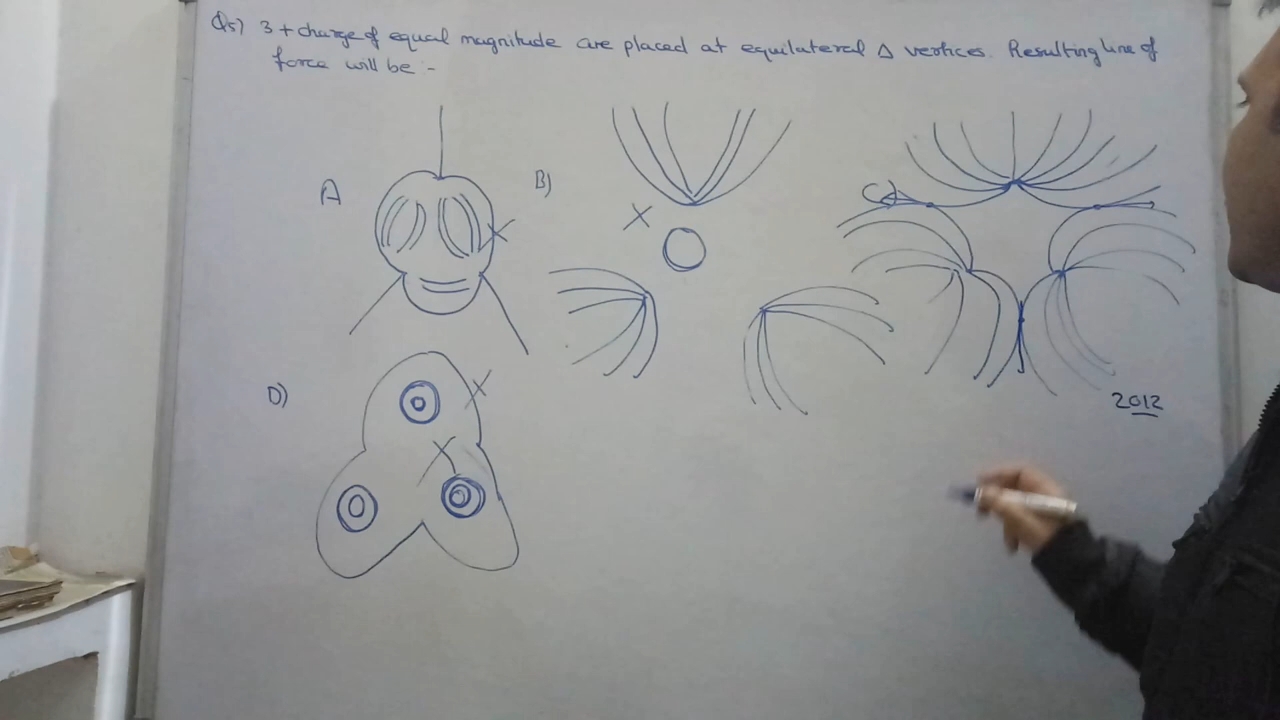 Q5) 3 + charge of equal magnitude are placed at equilateral Δ vertices. Resulting line of
force will be :-
A
B)
C)
D)
2012